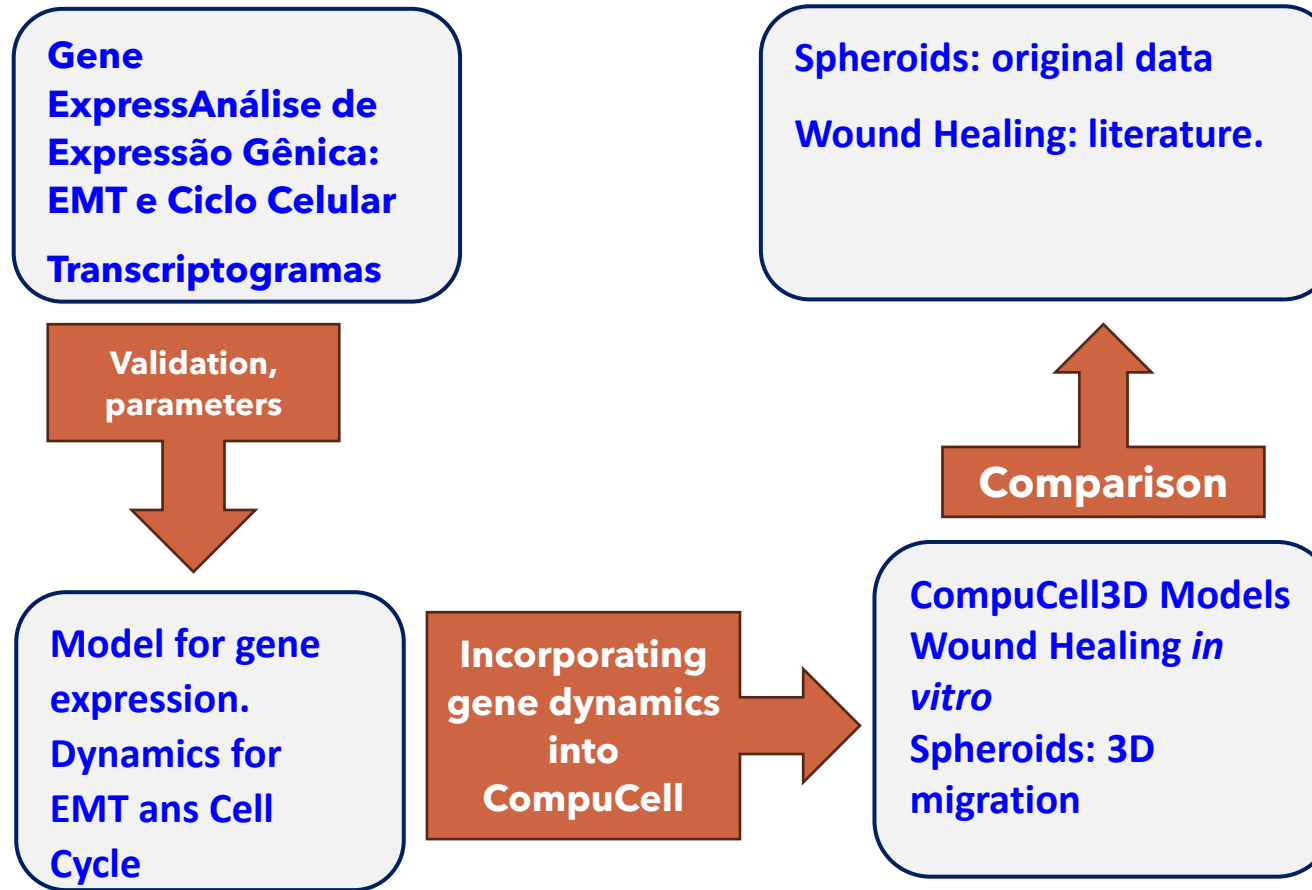 Gene
ExpressAnálise de
Expressão Gênica:
EMT e Ciclo Celular
Transcriptogramas
Validation,
parameters
Model for gene
expression.
Dynamics for
EMT ans Cell
Cycle
Incorporating
gene dynamics
into
CompuCell
CompuCell3D Models
Wound Healing in
vitro
Spheroids: 3D
migration
Comparison
Spheroids: original data
Wound Healing: literature.